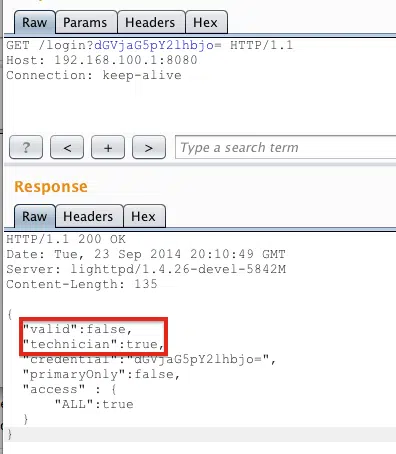 Raw Params Headers Hex
GET /login?dGVjaG5pY2lhbjo= HTTP/1.1
Host: 192.168.100.1:8080
Connection: keep-alive
? < + > Type a search term
Response
Raw Headers Hex
HTTP/1.1 200 OK
Date: Tue, 23 Sep 2014 20:10:49 GMT
Server: lighttpd/1.4.26-devel-5842M
Content-Length: 135
{
"valid":false,
"technician":true,
"credential":"dGVjaG5pY2lhbjo=",
"primaryOnly":false,
"access" : {
"ALL":true
}
}